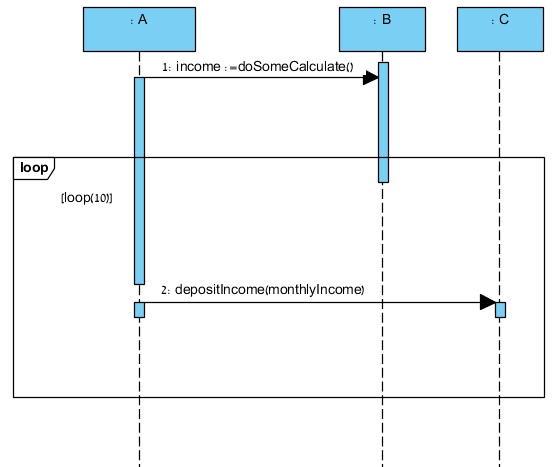 : A
: B
: C
1: income :=doSomeCalculate()
loop
[loop(10)]
2: depositIncome(monthlyIncome)